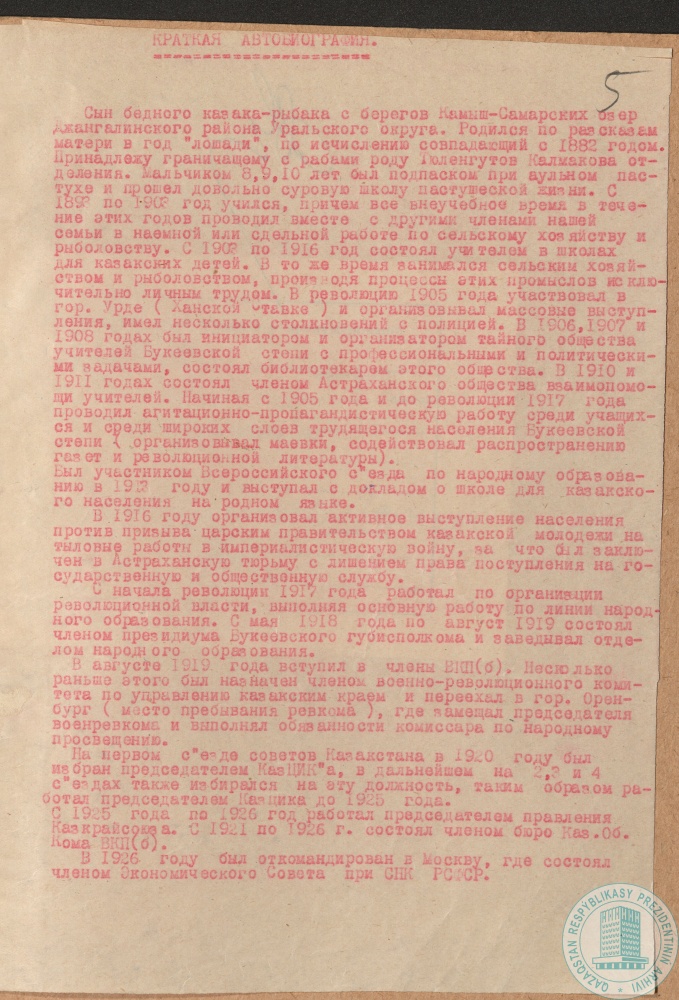 КРАТКАЯ АВТОБИОГРАФИЯ.
5
Сын бедного казака-рыбака с берегов Камыш-Самарских озер
Джангалинского района Уральского округа. Родился по рассказам
матери в год "лошади", по исчислению совпадающий с 1882 годом.
Принадлежу граничащему с рабами роду Тюленгутов Калмакова от-
деления. Мальчиком 8,9,10 лет был подпаском при аульном пас-
тухе и прошел довольно суровую школу пастушеской жизни. С
по год учился, причем все внеучебное время в тече-
ние этих годов проводил вместе с другими членами нашей
семьи в наемной или сдельной работе по сельскому хозяйству и
рыболовству. С по 1916 год состоял учителем в школах
для казакских детей. В то же время занимался сельским хозяй-
ством и рыболовством, производя процессы этих промыслов исклю-
чительно личным трудом. В революцию 1905 года участвовал в
гор. Урде ( Ханской Ставке ) и организовывал массовые выступ-
ления, имел несколько столкновений с полицией. В 1906,1907 и
1908 годах был инициатором и организатором тайного общества
учителей Букеевской степи с профессиональными и политически-
ми задачами, состоял библиотекарем этого общества. В 1910 и
1911 годах состоял членом Астраханского общества взаимопомо-
щи учителей. Начиная с 1905 года и до революции 1917 года
проводил агитационно-пропагандистическую работу среди учащих-
ся и среди широких слоев трудящегося населения Букеевской
степи ( организовывал маевки, содействовал распространению
газет и революционной литературы).
Был участником Всероссийского с"езда по народному образова-
нию в году и выступал с докладом о школе для казакско-
го населения на родном языке.
В 1916 году организовал активное выступление населения
против призыва царским правительством казакской молодежи на
тыловые работы в империалистическую войну, за что был заклю-
чен в Астраханскую тюрьму с лишением права поступления на го-
сударственную и общественную службу.
С начала революции 1917 года работал по организции
революционной власти, выполняя основную работу по линии народ-
ного образования. С мая 1918 года по август 1919 состоял
членом президиума Букеевского губисполкома и заведывал отде-
лом народного образования.
В августе 1919 года вступил в члены ВКП(б). Несколько
раньше этого был назначен членом военно-революционного коми-
тета по управлению казакским краем и переехал в гор. Орен-
бург ( место пребывания ревкома ), где замещал председателя
военревкома и выполнял обязанности комиссара по народному
просвещению.
На первом с"езде советов Казакстана в 1920 году был
избран председателем КазЦИК"а, в дальнейшем на 2,3 и 4
с"ездах также избирался на эту должность, таким образом ра-
ботал председателем Казцика до 1925 года.
С 1925 года по 1926 год работал председателем правления
Казкрайсоюза. С 1921 по 1926 г. состоял членом бюро Каз.Об.
Кома ВКП(б).
В 1926 году был откомандирован в Москву, где состоял
членом Экономического Совета при СНК РСФСР.
QAZAQSTAN RESPÝBLIKASY PREZIDENTINIŃ ARHIVI